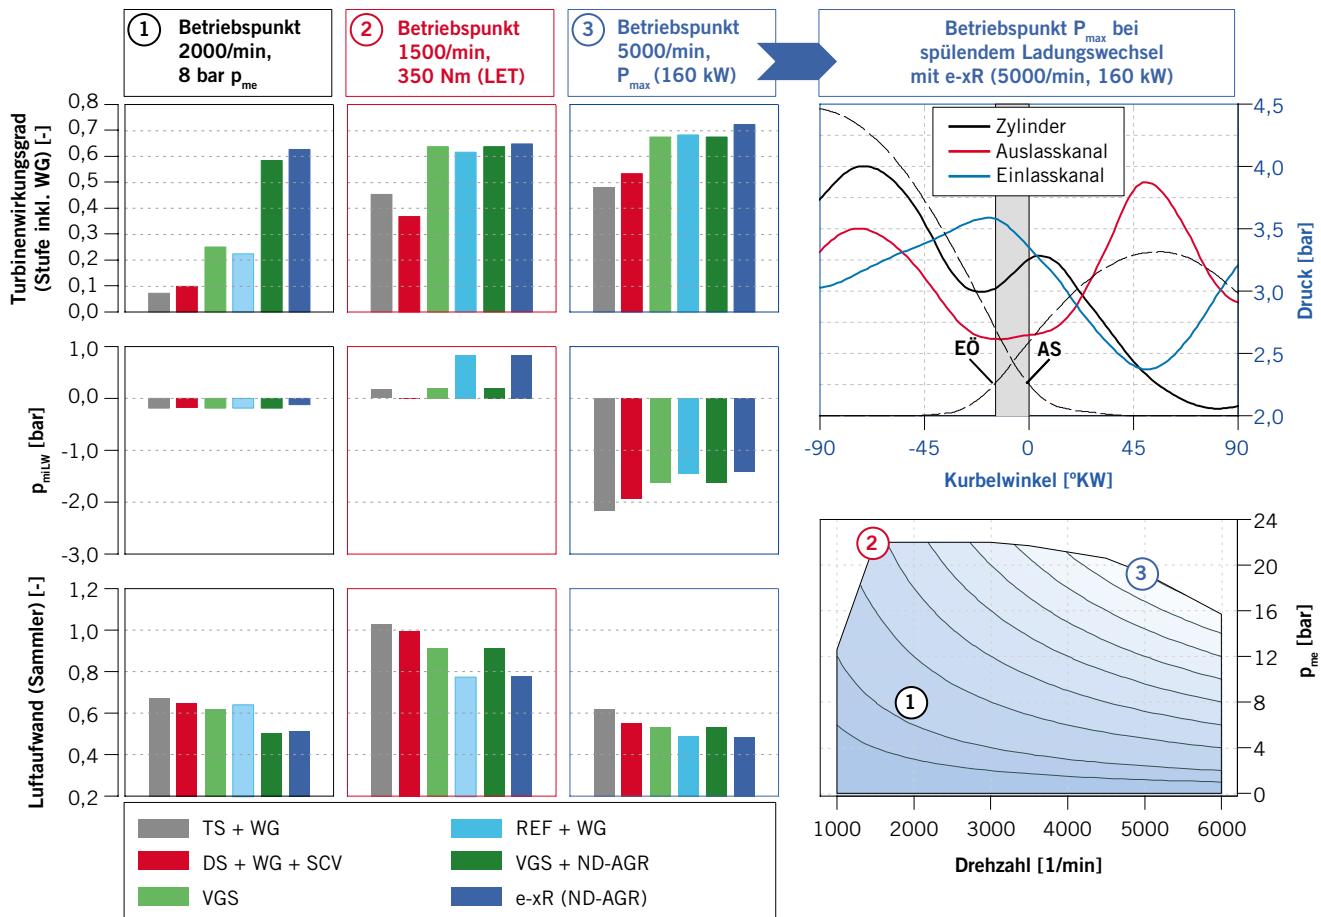 1
Betriebspunkt
2000/min,
8 bar pme
2
Betriebspunkt
1500/min,
350 Nm (LET)
3
Betriebspunkt
5000/min,
Pmax (160 kW)
Betriebspunkt Pmax bei
spülendem Ladungswechsel
mit e-xR (5000/min, 160 kW)
Turbinenwirkungsgrad
(Stufe inkl. WG) [-]
0,8
0,7
0,6
0,5
0,4
0,3
0,2
0,1
0,0
pmiLW [bar]
1,0
0,0
-1,0
-2,0
-3,0
Luftaufwand (Sammler) [-]
1,2
1,0
0,8
0,6
0,4
0,2
TS + WG
DS + WG + SCV
VGS
REF + WG
VGS + ND-AGR
e-xR (ND-AGR)
Zylinder
Auslasskanal
Einlasskanal
EÖ
AS
4,5
4,0
3,5
3,0
2,5
2,0
Druck [bar]
-90 -45 0 45 90
Kurbelwinkel [°KW]
2
3
1
24
20
16
12
8
4
0
pme [bar]
1000 2000 3000 4000 5000 6000
Drehzahl [1/min]